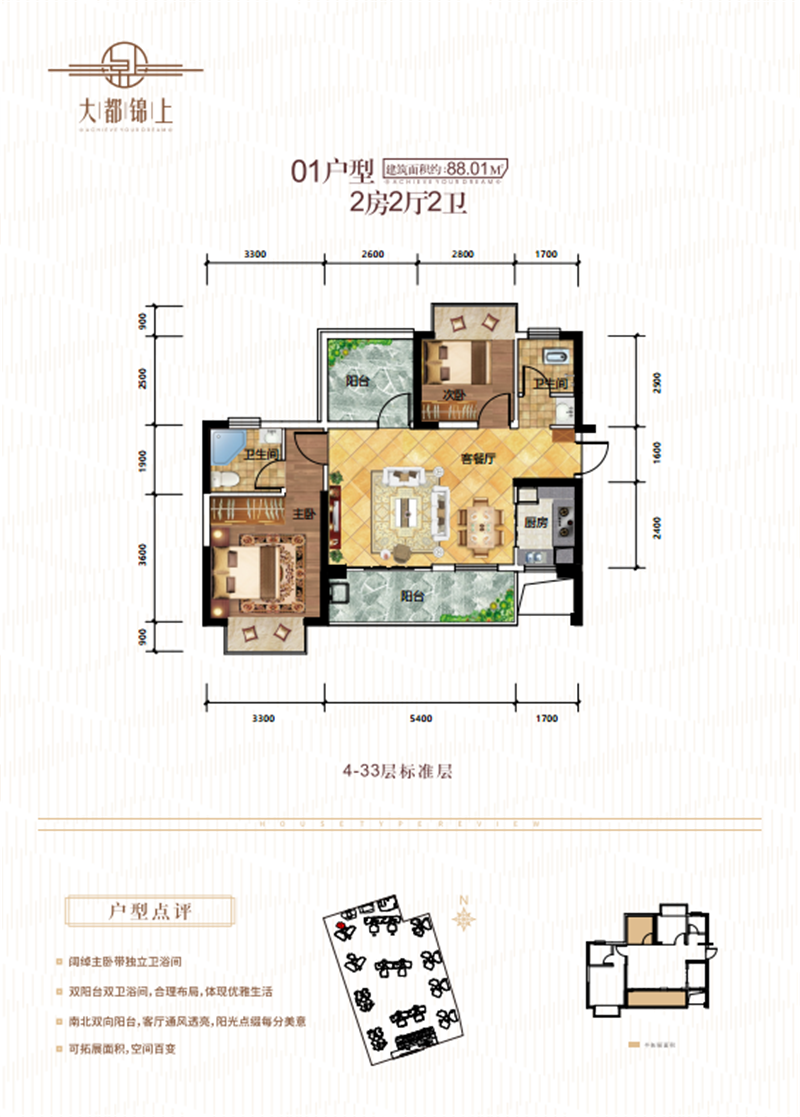 大都锦上
ACHIEVE YOUR DREAM
01户型 建筑面积约:88.01M²
ACHIEVE YOUR DREAM
2房2厅2卫
3300 2600 2800 1700
900
2500
1900
3600
900
2900
1600
2400
阳台
次卧
卫生间
卫生间
客餐厅
主卧
厨房
阳台
3300 5400 1700
4-33层标准层
HOUSE TYPE REVIEW
户型点评
N
阔绰主卧带独立卫浴间
双阳台双卫浴间,合理布局,体现优雅生活
南北双向阳台,客厅通风透亮,阳光点缀每分美意
可拓展面积,空间百变